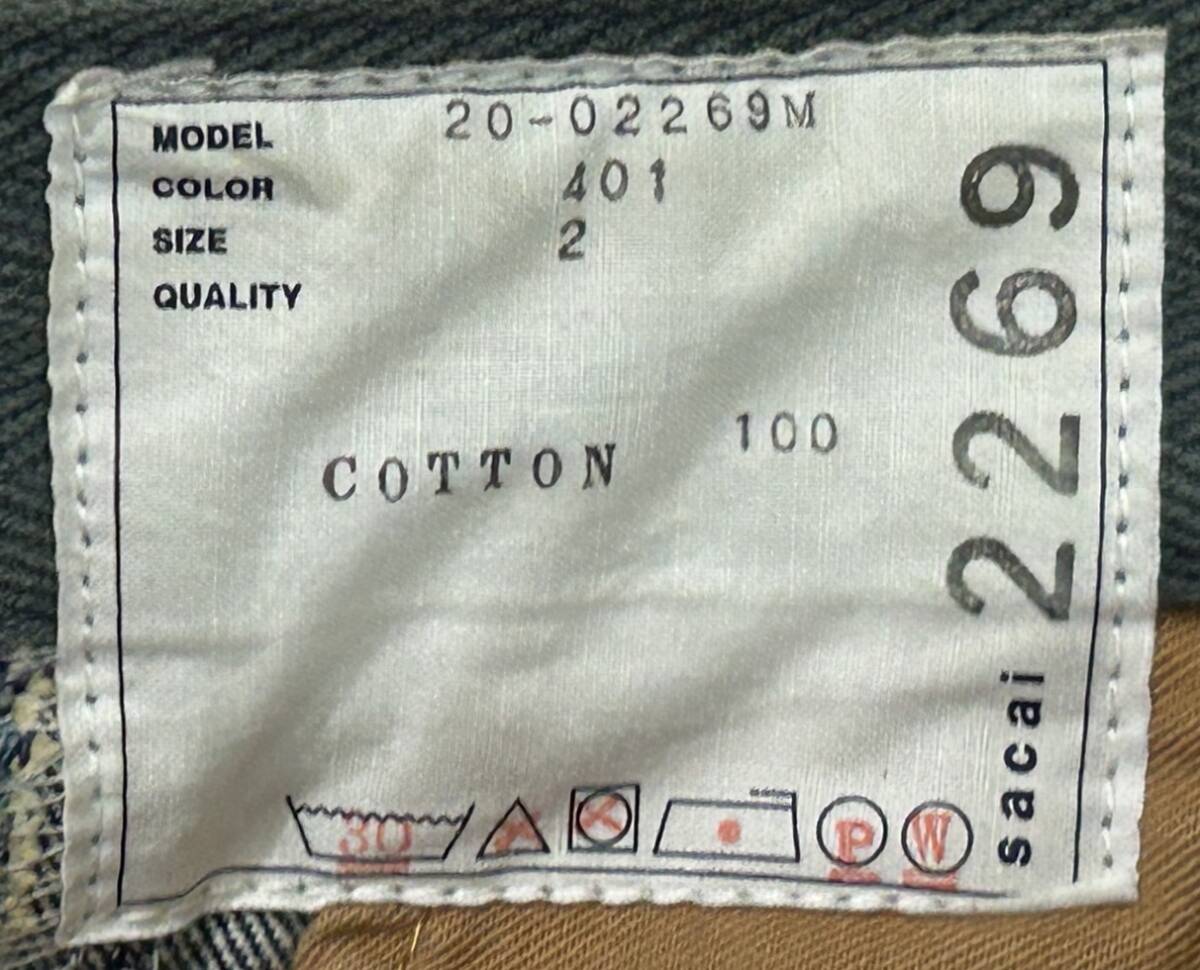 MODEL 20-02269M
COLOR 401
SIZE 2
QUALITY
COTTON 100
30 P W
sacai 2269